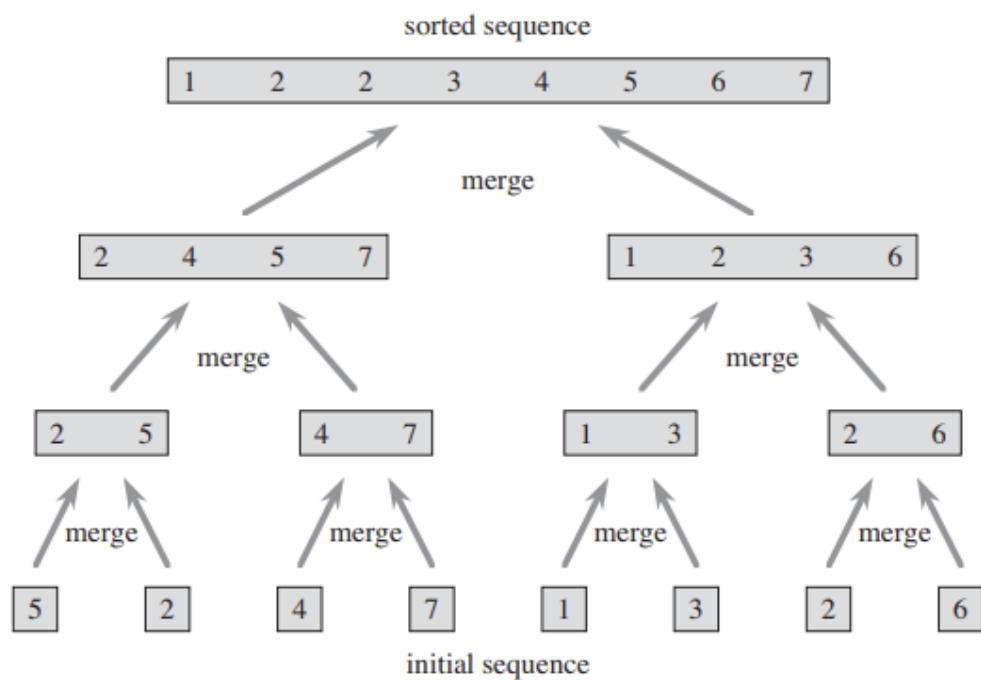 sorted sequence
1 2 2 3 4 5 6 7
merge
2 4 5 7 1 2 3 6
merge merge
2 5 4 7 1 3 2 6
merge merge merge merge
5 2 4 7 1 3 2 6
initial sequence